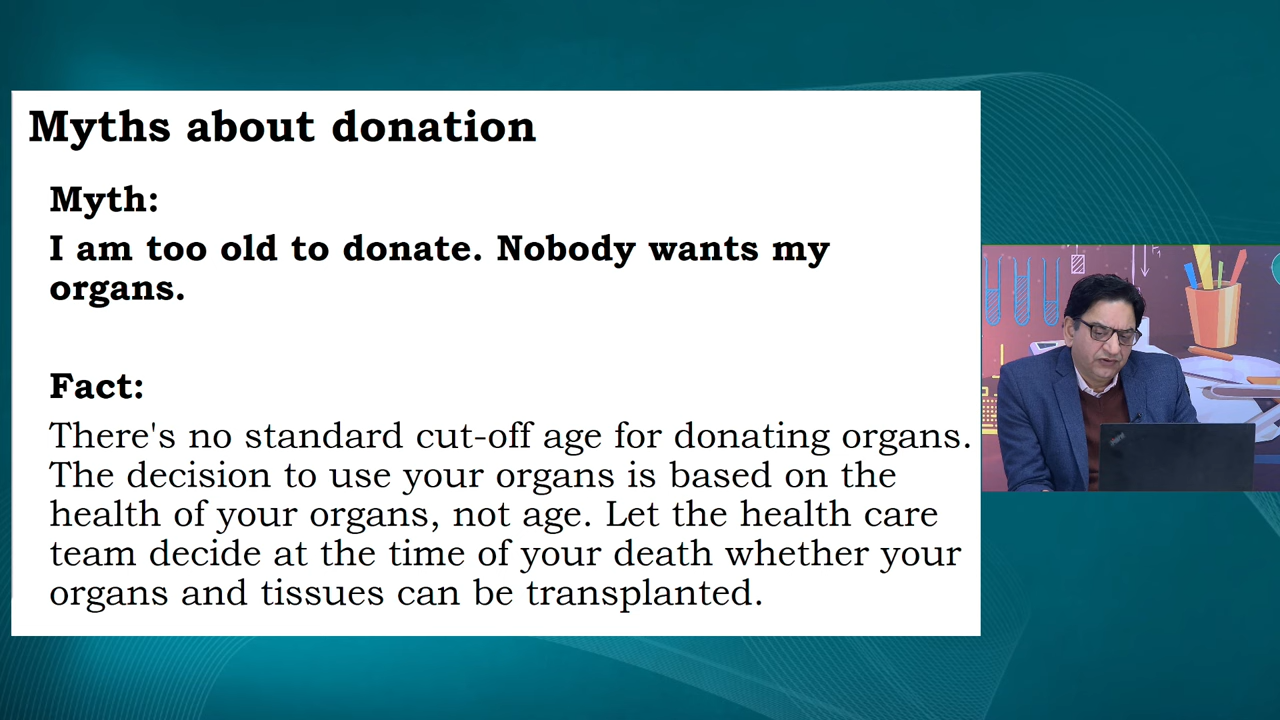 Myths about donation
Myth:
I am too old to donate. Nobody wants my
organs.
Fact:
There's no standard cut-off age for donating organs.
The decision to use your organs is based on the
health of your organs, not age. Let the health care
team decide at the time of your death whether your
organs and tissues can be transplanted.